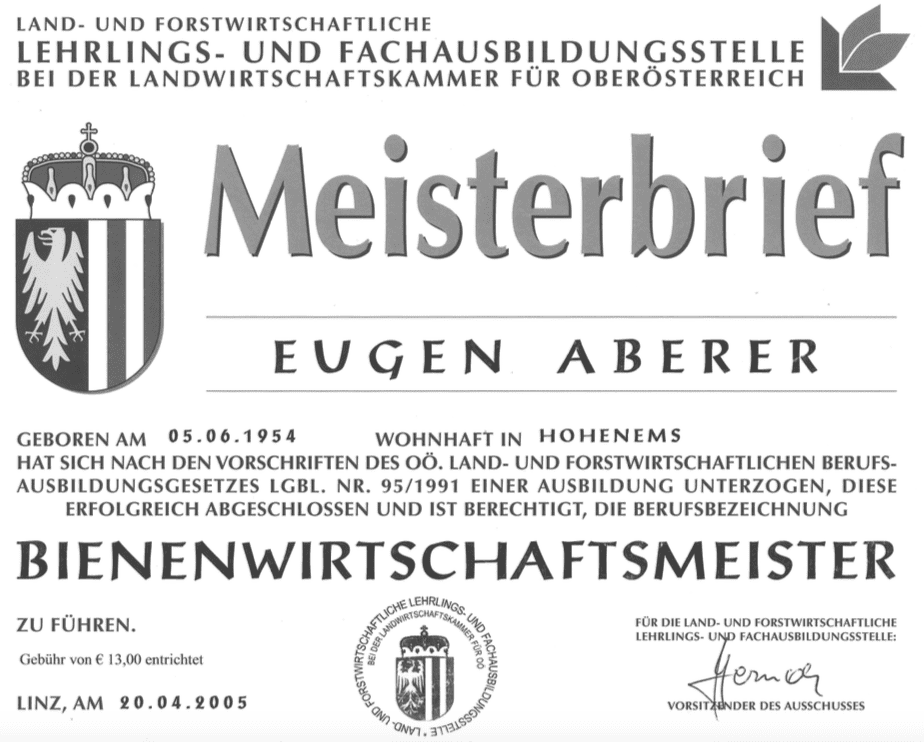 LAND- UND FORSTWIRTSCHAFTLICHE
LEHRLINGS- UND FACHAUSBILDUNGSSTELLE
BEI DER LANDWIRTSCHAFTSKAMMER FÜR OBERÖSTERREICH
Meisterbrief
EUGEN ABERER
GEBOREN AM 05.06.1954 WOHNHAFT IN HOHENEMS
HAT SICH NACH DEN VORSCHRIFTEN DES OÖ. LAND- UND FORSTWIRTSCHAFTLICHEN BERUFS-
AUSBILDUNGSGESETZES LGBL. NR. 95/1991 EINER AUSBILDUNG UNTERZOGEN, DIESE
ERFOLGREICH ABGESCHLOSSEN UND IST BERECHTIGT, DIE BERUFSBEZEICHNUNG
BIENENWIRTSCHAFTSMEISTER
ZU FÜHREN.
Gebühr von € 13,00 entrichtet
LINZ, AM 20.04.2005
LAND- UND FORSTWIRTSCHAFTLICHE LEHRLINGS- UND FACHAUSBILDUNGSSTELLE
BEI DER LANDWIRTSCHAFTSKAMMER FÜR OÖ
FÜR DIE LAND- UND FORSTWIRTSCHAFTLICHE
LEHRLINGS- UND FACHAUSBILDUNGSSTELLE:
VORSITZENDER DES AUSSCHUSSES